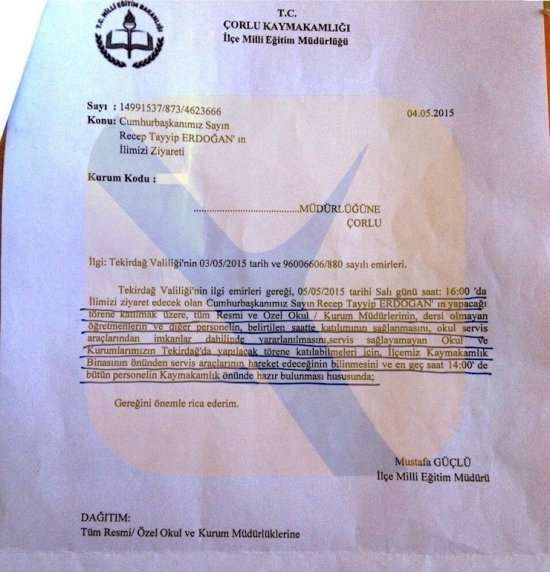 T.C. MİLLİ EĞİTİM BAKANLIĞI
T.C.
ÇORLU KAYMAKAMLIĞI
İlçe Milli Eğitim Müdürlüğü
Sayı : 14991537/873/4623666
04.05.2015
Konu: Cumhurbaşkanımız Sayın
Recep Tayyip ERDOĞAN' ın
İlimizi Ziyareti
Kurum Kodu :
........................................MÜDÜRLÜĞÜNE
ÇORLU
İlgi: Tekirdağ Valiliği'nin 03/05/2015 tarih ve 96006606/880 sayılı emirleri.
Tekirdağ Valiliği'nin ilgi emirleri gereği, 05/05/2015 tarihi Salı günü saat: 16:00 'da
İlimizi ziyaret edecek olan Cumhurbaşkanımız Sayın Recep Tayyip ERDOĞAN' ın yapacağı
törene katılmak üzere, tüm Resmi ve Özel Okul / Kurum Müdürlerinin, dersi olmayan
öğretmenlerin ve diğer personelin, belirtilen saatte katılımının sağlanmasını, okul servis
araçlarından imkanlar dahilinde yararlanılmasını,servis sağlayamayan Okul ve
Kurumlarımızın Tekirdağ'da yapılacak törene katılabilmeleri için, İlçemiz Kaymakamlık
Binasının önünden servis araçlarının hareket edeceğinin bilinmesini ve en geç saat 14:00' de
bütün personelin Kaymakamlık önünde hazır bulunması hususunda;
Gereğini önemle rica ederim.
Mustafa GÜÇLÜ
İlçe Milli Eğitim Müdürü
DAĞITIM:
Tüm Resmi/ Özel Okul ve Kurum Müdürlüklerine